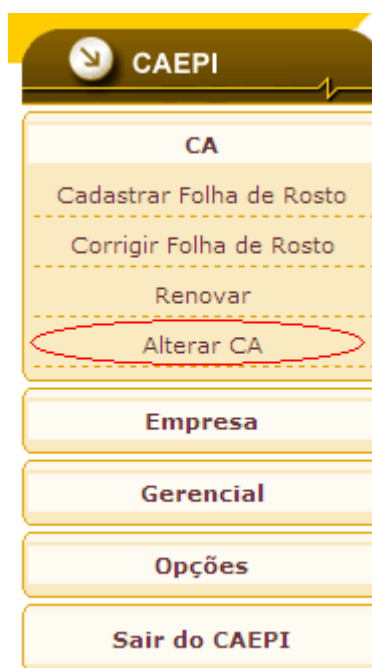 CAEPI
CA
Cadastrar Folha de Rosto
Corrigir Folha de Rosto
Renovar
Alterar CA
Empresa
Gerencial
Opções
Sair do CAEPI